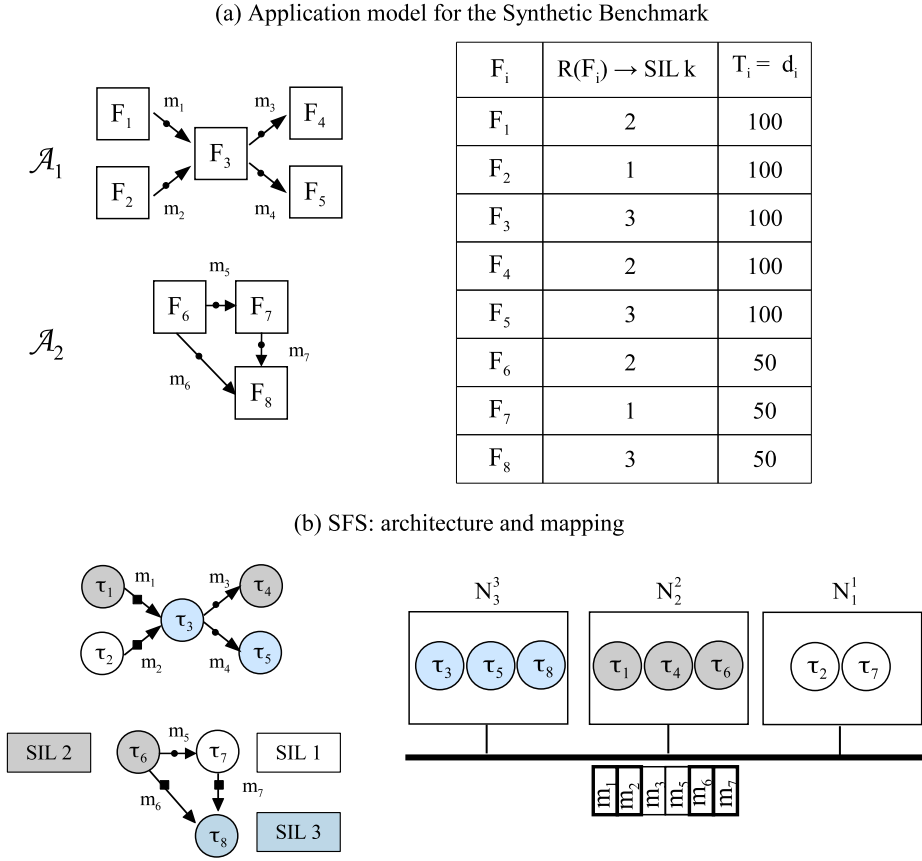 (a) Application model for the Synthetic Benchmark
𝒜₁
F₁
m₁
F₂
m₂
F₃
m₃
F₄
m₄
F₅
𝒜₂
F₆
m₅
F₇
m₆
m₇
F₈
Fᵢ R(Fᵢ) → SIL k Tᵢ = dᵢ
F₁ 2 100
F₂ 1 100
F₃ 3 100
F₄ 2 100
F₅ 3 100
F₆ 2 50
F₇ 1 50
F₈ 3 50
(b) SFS: architecture and mapping
τ₁
m₁
τ₂
m₂
τ₃
m₃
τ₄
m₄
τ₅
SIL 2
τ₆
m₅
τ₇
SIL 1
m₆
m₇
τ₈
SIL 3
N₃³
τ₃ τ₅ τ₈
N₂²
τ₁ τ₄ τ₆
N₁¹
τ₂ τ₇
m₁ m₂ m₃ m₅ m₆ m₇